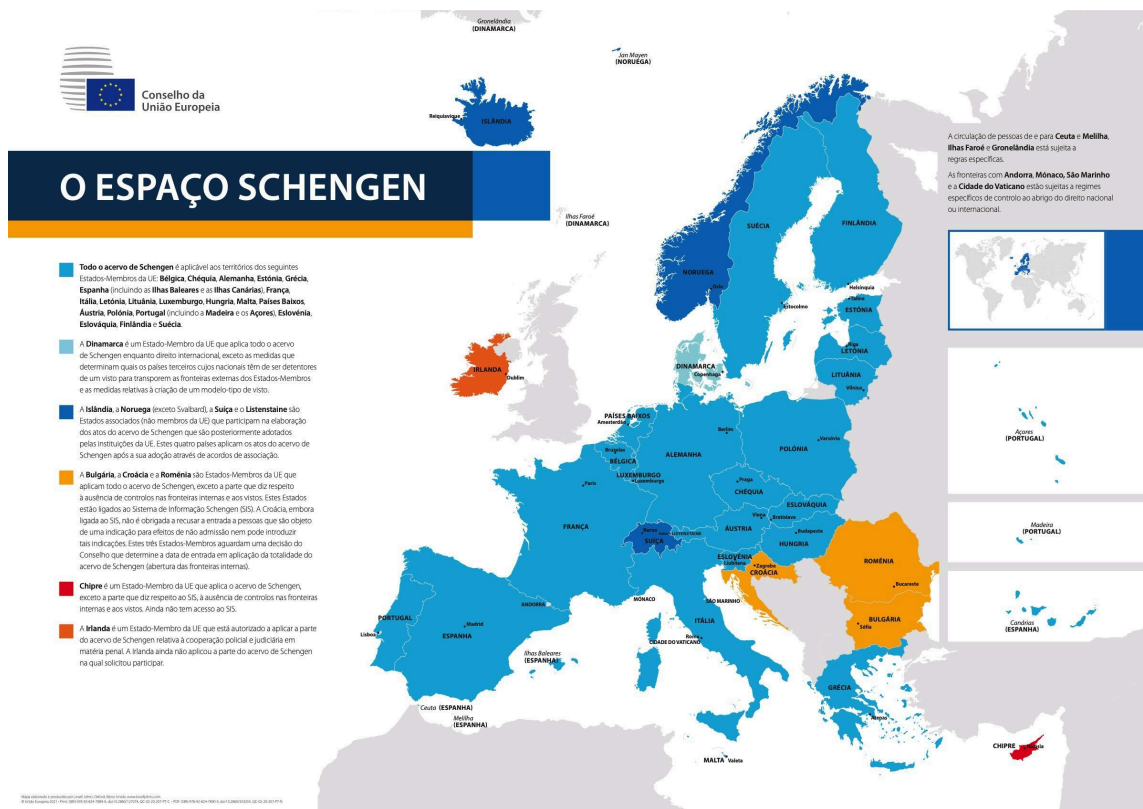 Conselho da
União Europeia
O ESPAÇO SCHENGEN
Todo o acervo de Schengen é aplicável aos territórios dos seguintes
Estados-Membros da UE: Bélgica, Chéquia, Alemanha, Estónia, Grécia,
Espanha (incluindo as Ilhas Baleares e as Ilhas Canárias), França,
Itália, Letónia, Lituânia, Luxemburgo, Hungria, Malta, Países Baixos,
Áustria, Polónia, Portugal (incluindo a Madeira e os Açores), Eslovénia,
Eslováquia, Finlândia e Suécia.
A Dinamarca é um Estado-Membro da UE que aplica todo o acervo
de Schengen enquanto direito internacional, exceto as medidas que
determinam quais os países terceiros cujos nacionais têm de ser detentores
de um visto para transporem as fronteiras externas dos Estados-Membros
e as medidas relativas à criação de um modelo-tipo de visto.
A Islândia, a Noruega (exceto Svalbard), a Suíça e o Listenstaine são
Estados associados (não membros da UE) que participam na elaboração
dos atos do acervo de Schengen que são posteriormente adotados
pelas instituições da UE. Estes quatro países aplicam os atos do acervo de
Schengen após a sua adoção através de acordos de associação.
A Bulgária, a Croácia e a Roménia são Estados-Membros da UE que
aplicam todo o acervo de Schengen, exceto a parte que diz respeito
à ausência de controlos nas fronteiras internas e aos vistos. Estes Estados
estão ligados ao Sistema de Informação Schengen (SIS). A Croácia, embora
ligada ao SIS, não é obrigada a recusar a entrada a pessoas que são objeto
de uma indicação para efeitos de não admissão nem pode introduzir
tais indicações. Estes três Estados-Membros aguardam uma decisão do
Conselho que determine a data de entrada em aplicação da totalidade do
acervo de Schengen (abertura das fronteiras internas).
Chipre é um Estado-Membro da UE que aplica o acervo de Schengen,
exceto a parte que diz respeito ao SIS, à ausência de controlos nas fronteiras
internas e aos vistos. Ainda não tem acesso ao SIS.
A Irlanda é um Estado-Membro da UE que está autorizado a aplicar a parte
do acervo de Schengen relativa à cooperação policial e judiciária em
matéria penal. A Irlanda ainda não aplicou a parte do acervo de Schengen
na qual solicitou participar.
Gronelândia
(DINAMARCA)
Jan Mayen
(NORUEGA)
Reiquiavique
ISLÂNDIA
Ilhas Faroé
(DINAMARCA)
SUÉCIA
FINLÂNDIA
NORUEGA
Oslo
Helsínquia
Estocolmo
Talim
ESTÓNIA
Riga
LETÓNIA
LITUÂNIA
Vílnius
DINAMARCA
Copenhaga
IRLANDA
Dublim
PAÍSES BAIXOS
Amesterdão
Berlim
Varsóvia
POLÓNIA
Bruxelas
BÉLGICA
ALEMANHA
LUXEMBURGO
Luxemburgo
Paris
Praga
CHÉQUIA
ESLOVÁQUIA
Viena
Bratislava
FRANÇA
ÁUSTRIA
Budapeste
Berna
LISTENSTAINE
SUÍÇA
HUNGRIA
ESLOVÉNIA
Liubliana
Zagrebe
CROÁCIA
ROMÉNIA
Bucareste
MÓNACO
SÃO MARINHO
ANDORRA
PORTUGAL
Madrid
Lisboa
ESPANHA
ITÁLIA
Roma
CIDADE DO VATICANO
BULGÁRIA
Sófia
Ilhas Baleares
(ESPANHA)
GRÉCIA
Atenas
Ceuta (ESPANHA)
Melilha
(ESPANHA)
MALTA Valeta
CHIPRE
Nicósia
A circulação de pessoas de e para Ceuta e Melilha,
Ilhas Faroé e Gronelândia está sujeita a
regras específicas.
As fronteiras com Andorra, Mónaco, São Marinho
e a Cidade do Vaticano estão sujeitas a regimes
específicos de controlo ao abrigo do direito nacional
ou internacional.
Açores
(PORTUGAL)
Madeira
(PORTUGAL)
Canárias
(ESPANHA)